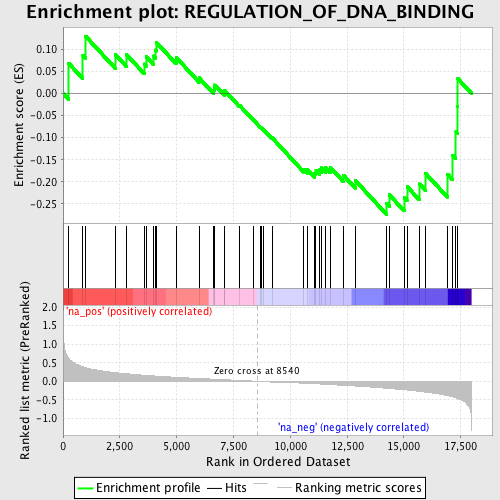 Enrichment plot: REGULATION_OF_DNA_BINDING
Enrichment score (ES)
0.10
0.05
0.00
-0.05
-0.10
-0.15
-0.20
-0.25
'na_pos' (positively correlated)
Ranked list metric (PreRanked)
2.0
1.5
1.0
0.5
0.0
-0.5
-1.0
Zero cross at 8540
'na_neg' (negatively correlated)
0
2,500
5,000
7,500
10,000
12,500
15,000
17,500
Rank in Ordered Dataset
Enrichment profile
Hits
Ranking metric scores